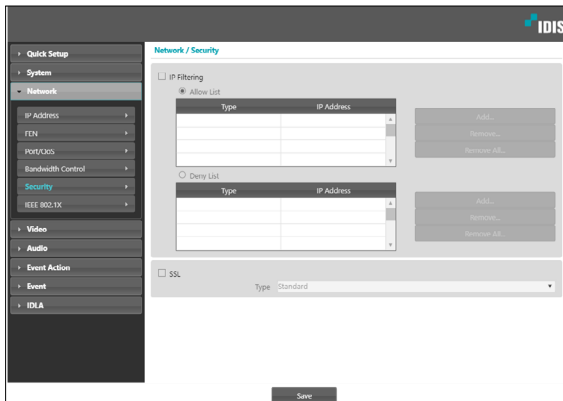 IDIS
Quick Setup
System
Network
IP Address
FEN
Port/QoS
Bandwidth Control
Security
IEEE 802.1X
Video
Audio
Event Action
Event
IDLA
Network / Security
IP Filtering
Allow List
Type IP Address
Add...
Remove...
Remove All...
Deny List
Type IP Address
Add...
Remove...
Remove All...
SSL
Type Standard
Save